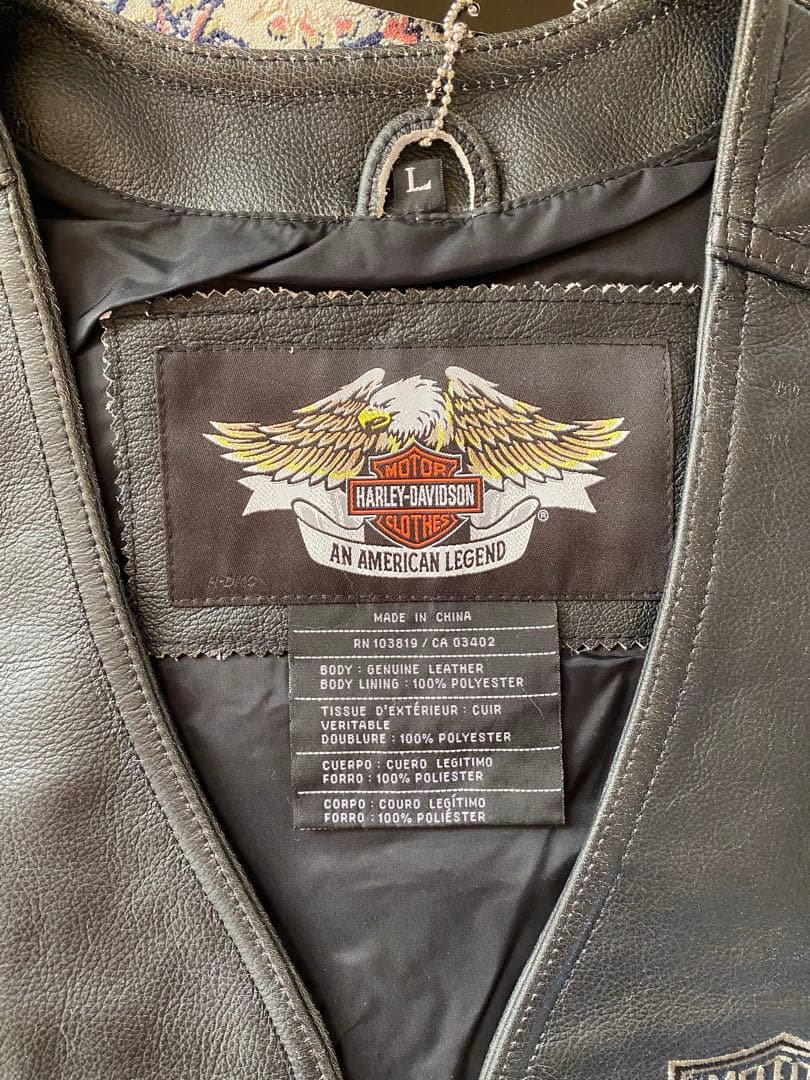 L
MOTOR
HARLEY-DAVIDSON
CLOTHES
®
AN AMERICAN LEGEND
MADE IN CHINA
RN 103819 / CA 03402
BODY : GENUINE LEATHER
BODY LINING : 100% POLYESTER
TISSUE D'EXTÉRIEUR : CUIR
VERITABLE
DOUBLURE : 100% POLYESTER
CUERPO : CUERO LEGITIMO
FORRO : 100% POLIESTER
CORPO : COURO LEGÍTIMO
FORRO : 100% POLIÉSTER